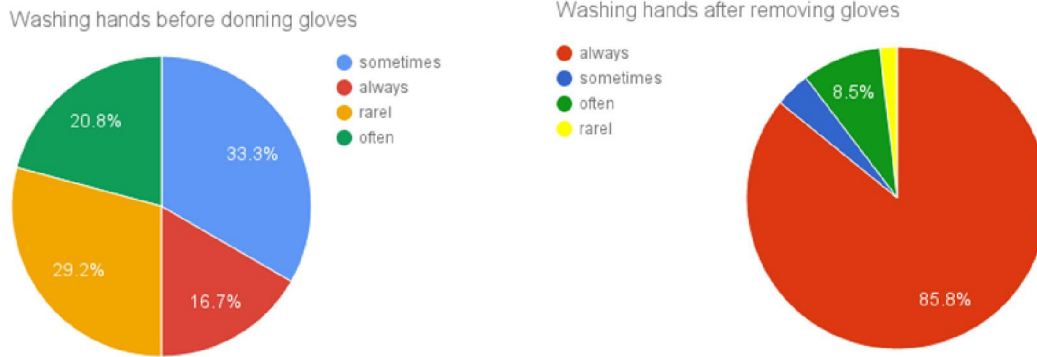 Washing hands before donning gloves
sometimes
always
rarel
often
20.8%
33.3%
29.2%
16.7%
Washing hands after removing gloves
always
sometimes
often
rarel
8.5%
85.8%